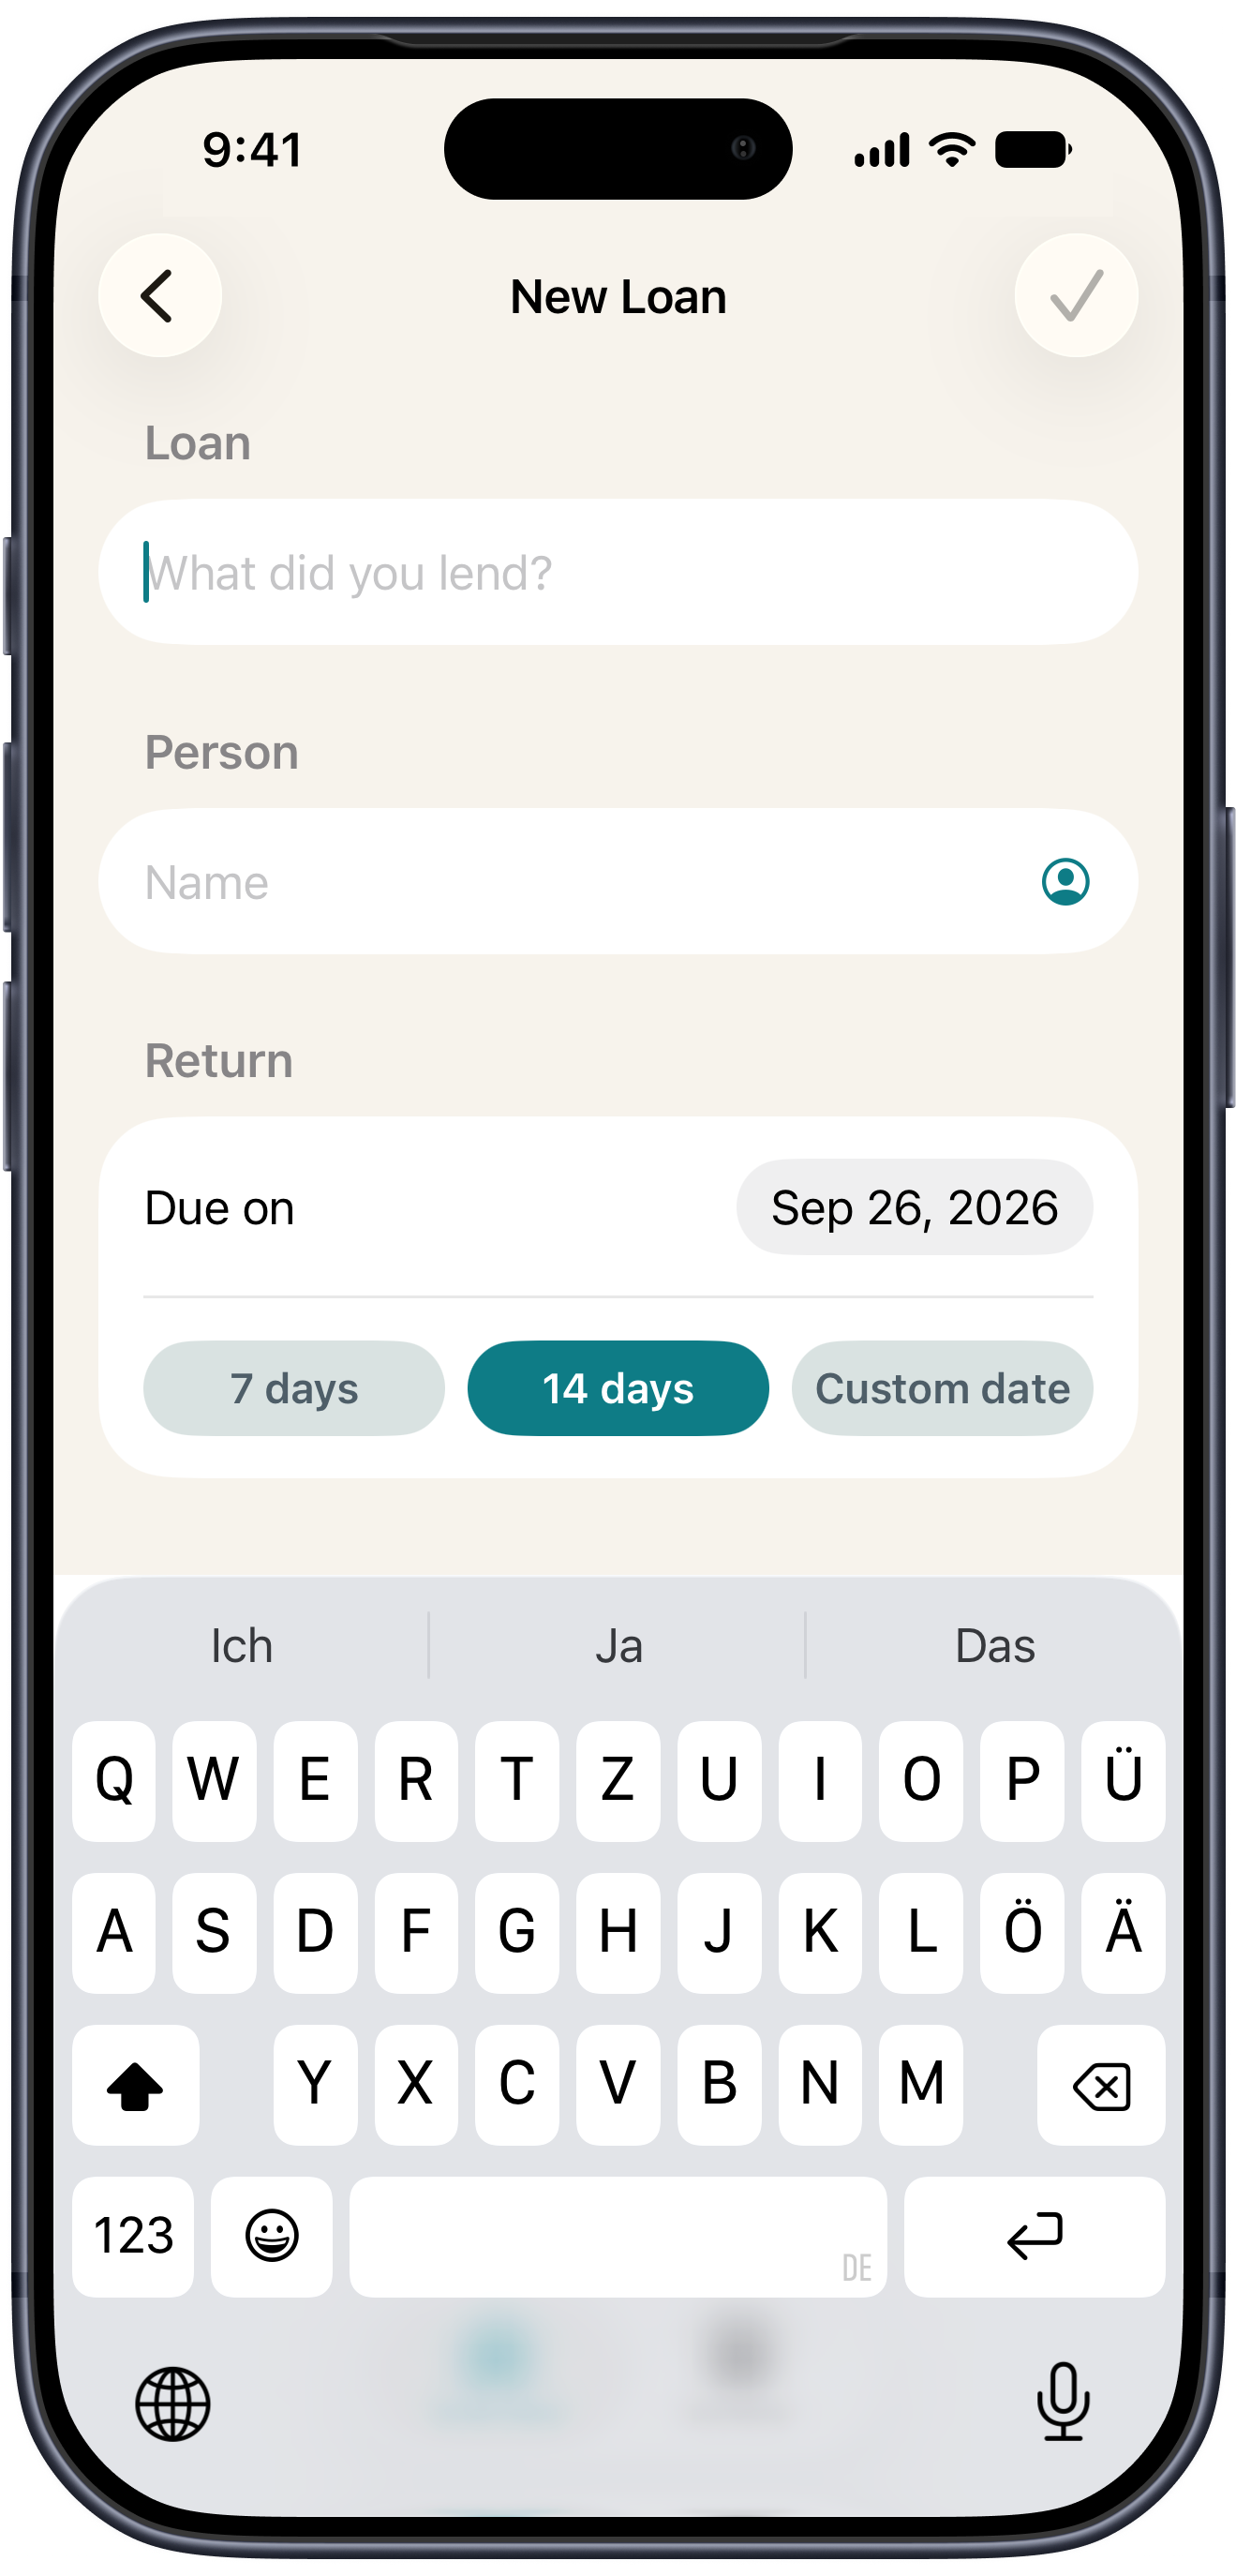 9:41
New Loan
Loan
What did you lend?
Person
Name
Return
Due on Sep 26, 2026
7 days 14 days Custom date
Ich Ja Das
Q W E R T Z U I O P Ü
A S D F G H J K L Ö Ä
Y X C V B N M
123 DE